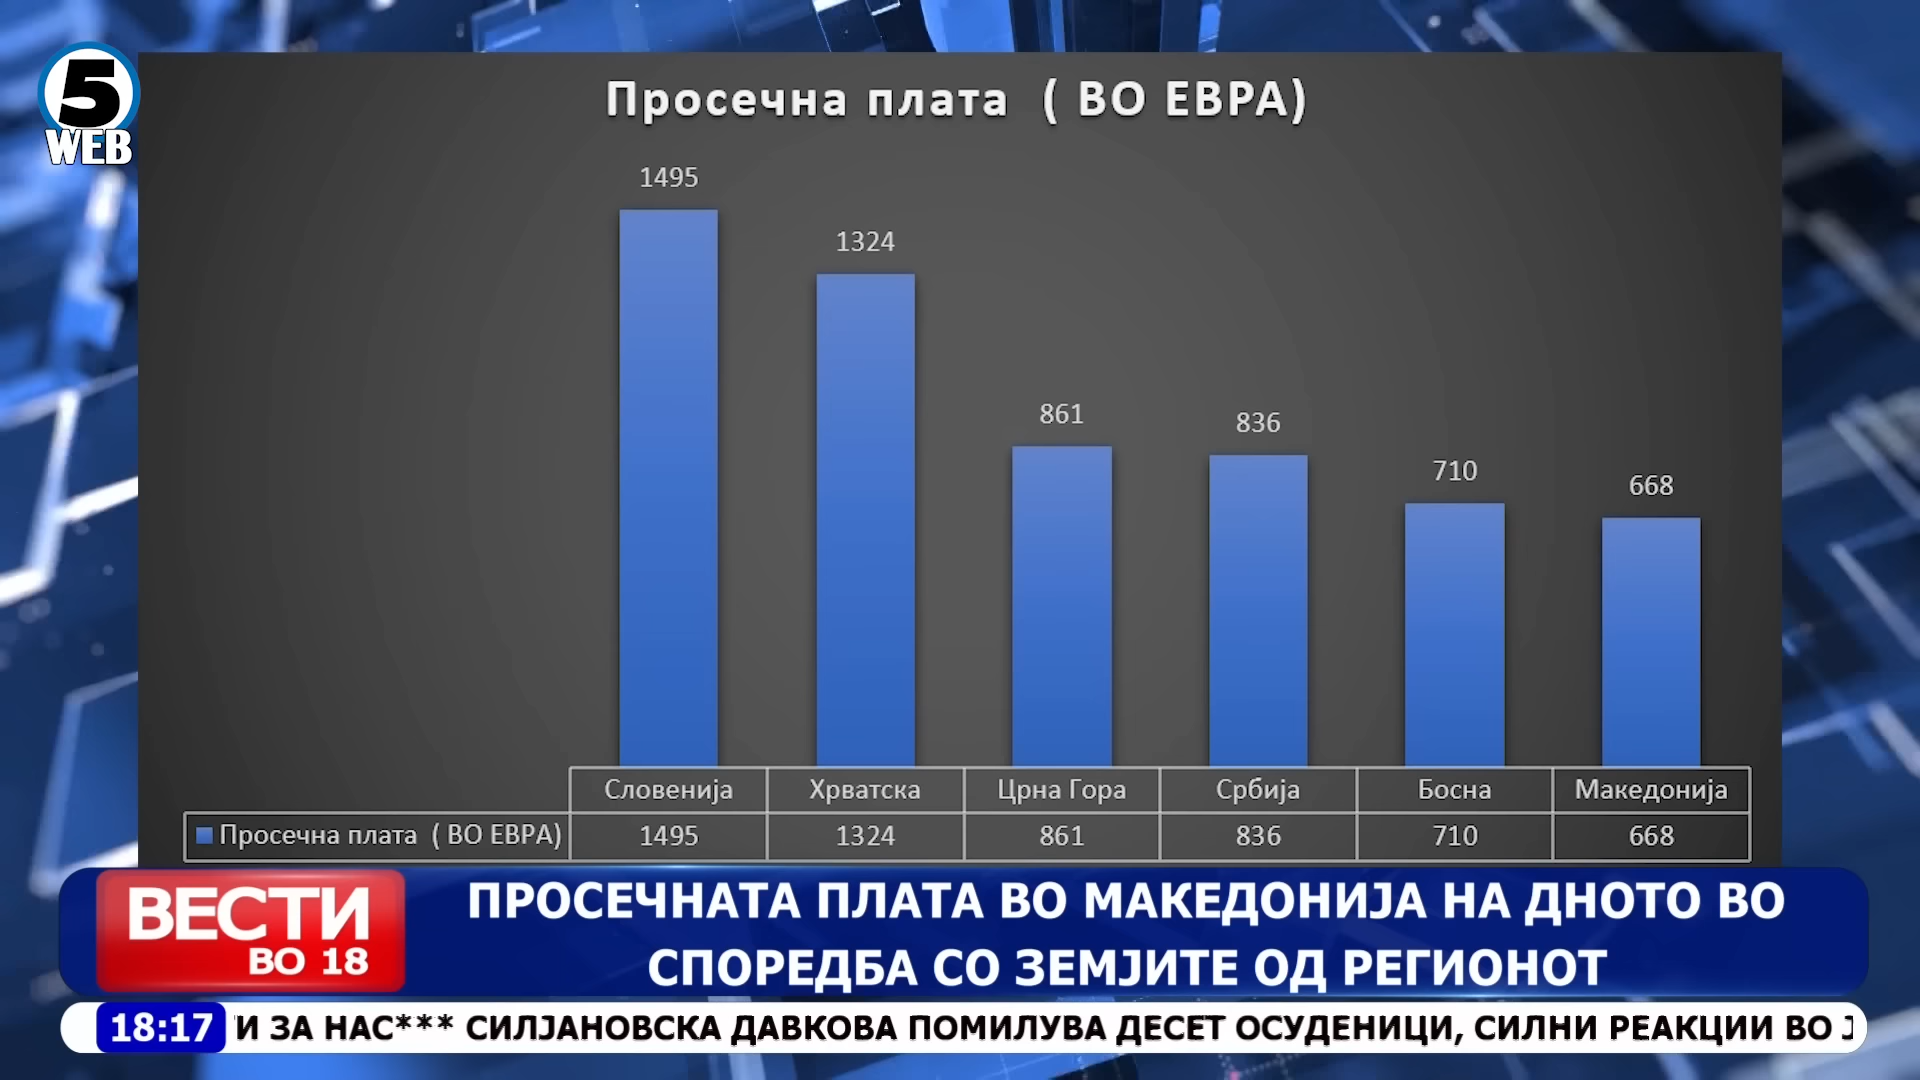 5
WEB
Просечна плата ( ВО ЕВРА)
1495
1324
861
836
710
668
Словенија Хрватска Црна Гора Србија Босна Македонија
Просечна плата ( ВО ЕВРА) 1495 1324 861 836 710 668
ВЕСТИ
ВО 18
ПРОСЕЧНАТА ПЛАТА ВО МАКЕДОНИЈА НА ДНОТО ВО
СПОРЕДБА СО ЗЕМЈИТЕ ОД РЕГИОНОТ
18:17 И ЗА НАС*** СИЛЈАНОВСКА ДАВКОВА ПОМИЛУВА ДЕСЕТ ОСУДЕНИЦИ, СИЛНИ РЕАКЦИИ ВО Ј